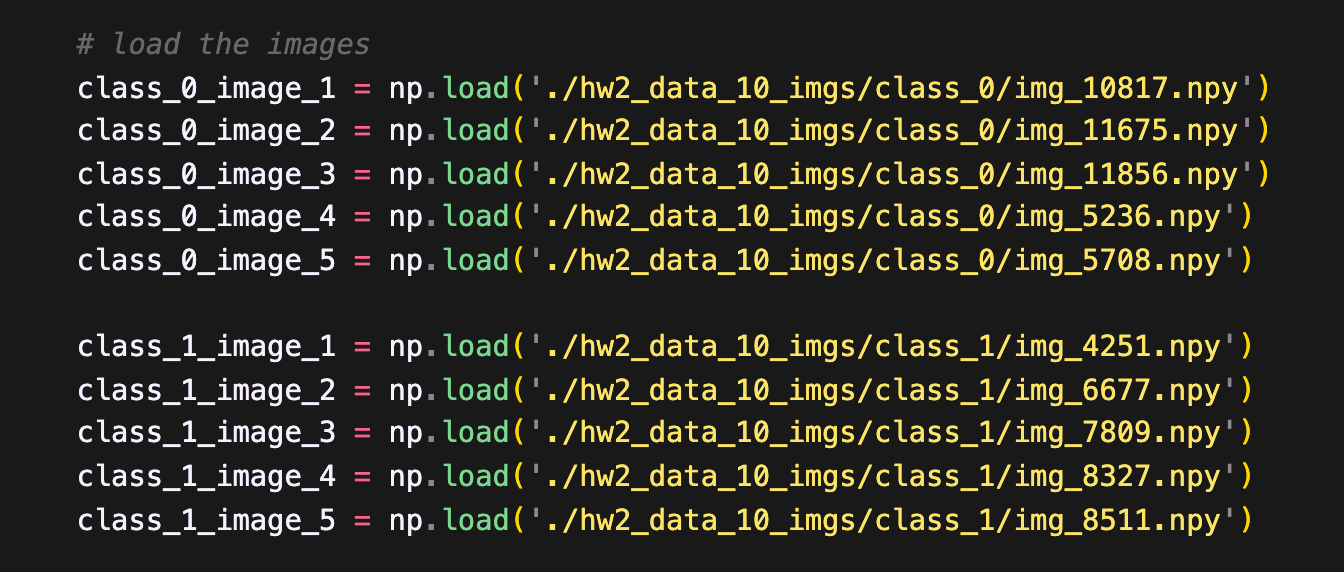 # load the images
class_0_image_1 = np.load('./hw2_data_10_imgs/class_0/img_10817.npy')
class_0_image_2 = np.load('./hw2_data_10_imgs/class_0/img_11675.npy')
class_0_image_3 = np.load('./hw2_data_10_imgs/class_0/img_11856.npy')
class_0_image_4 = np.load('./hw2_data_10_imgs/class_0/img_5236.npy')
class_0_image_5 = np.load('./hw2_data_10_imgs/class_0/img_5708.npy')
class_1_image_1 = np.load('./hw2_data_10_imgs/class_1/img_4251.npy')
class_1_image_2 = np.load('./hw2_data_10_imgs/class_1/img_6677.npy')
class_1_image_3 = np.load('./hw2_data_10_imgs/class_1/img_7809.npy')
class_1_image_4 = np.load('./hw2_data_10_imgs/class_1/img_8327.npy')
class_1_image_5 = np.load('./hw2_data_10_imgs/class_1/img_8511.npy')